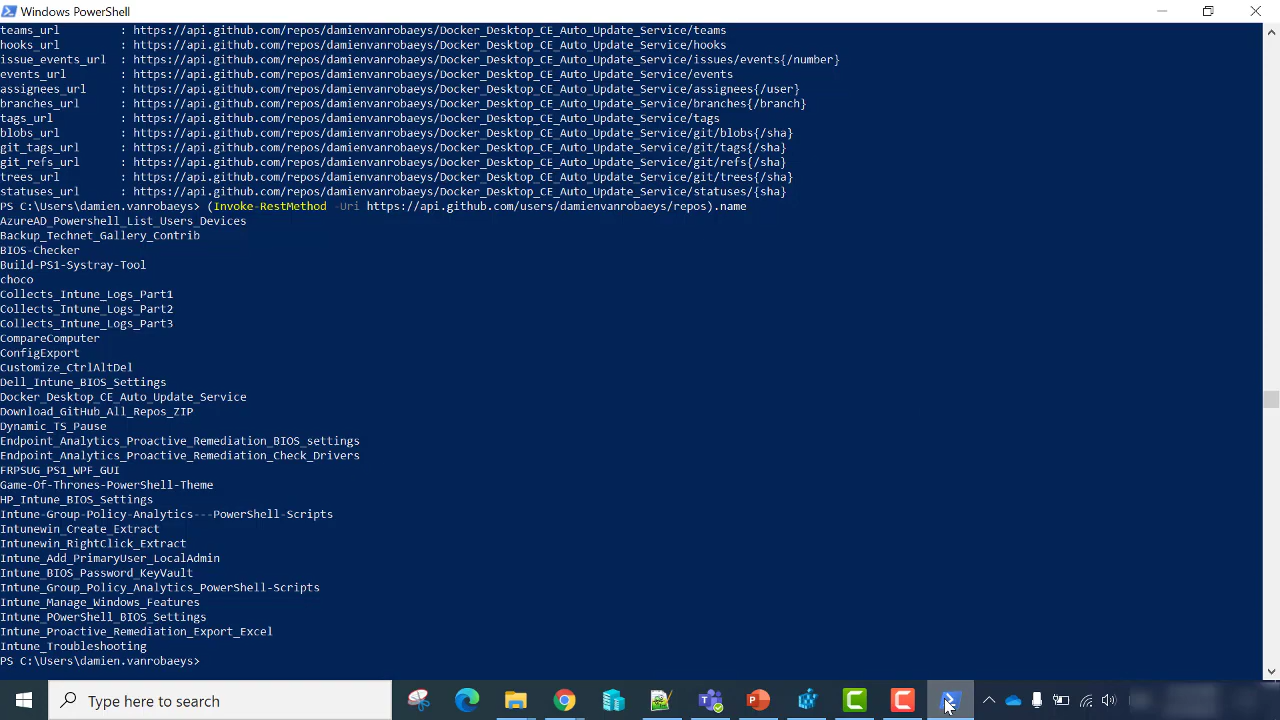 Windows PowerShell
teams_url : https://api.github.com/repos/damienvanrobaeys/Docker_Desktop_CE_Auto_Update_Service/teams
hooks_url : https://api.github.com/repos/damienvanrobaeys/Docker_Desktop_CE_Auto_Update_Service/hooks
issue_events_url : https://api.github.com/repos/damienvanrobaeys/Docker_Desktop_CE_Auto_Update_Service/issues/events{/number}
events_url : https://api.github.com/repos/damienvanrobaeys/Docker_Desktop_CE_Auto_Update_Service/events
assignees_url : https://api.github.com/repos/damienvanrobaeys/Docker_Desktop_CE_Auto_Update_Service/assignees{/user}
branches_url : https://api.github.com/repos/damienvanrobaeys/Docker_Desktop_CE_Auto_Update_Service/branches{/branch}
tags_url : https://api.github.com/repos/damienvanrobaeys/Docker_Desktop_CE_Auto_Update_Service/tags
blobs_url : https://api.github.com/repos/damienvanrobaeys/Docker_Desktop_CE_Auto_Update_Service/git/blobs{/sha}
git_tags_url : https://api.github.com/repos/damienvanrobaeys/Docker_Desktop_CE_Auto_Update_Service/git/tags{/sha}
git_refs_url : https://api.github.com/repos/damienvanrobaeys/Docker_Desktop_CE_Auto_Update_Service/git/refs{/sha}
trees_url : https://api.github.com/repos/damienvanrobaeys/Docker_Desktop_CE_Auto_Update_Service/git/trees{/sha}
statuses_url : https://api.github.com/repos/damienvanrobaeys/Docker_Desktop_CE_Auto_Update_Service/statuses/{sha}
PS C:\Users\damien.vanrobaeys> (Invoke-RestMethod -Uri https://api.github.com/users/damienvanrobaeys/repos).name
AzureAD_Powershell_List_Users_Devices
Backup_Technet_Gallery_Contrib
BIOS-Checker
Build-PS1-Systray-Tool
choco
Collects_Intune_Logs_Part1
Collects_Intune_Logs_Part2
Collects_Intune_Logs_Part3
CompareComputer
ConfigExport
Customize_CtrlAltDel
Dell_Intune_BIOS_Settings
Docker_Desktop_CE_Auto_Update_Service
Download_GitHub_All_Repos_ZIP
Dynamic_TS_Pause
Endpoint_Analytics_Proactive_Remediation_BIOS_settings
Endpoint_Analytics_Proactive_Remediation_Check_Drivers
FRPSUG_PS1_WPF_GUI
Game-Of-Thrones-PowerShell-Theme
HP_Intune_BIOS_Settings
Intune-Group-Policy-Analytics---PowerShell-Scripts
Intunewin_Create_Extract
Intunewin_RightClick_Extract
Intune_Add_PrimaryUser_LocalAdmin
Intune_BIOS_Password_KeyVault
Intune_Group_Policy_Analytics_PowerShell-Scripts
Intune_Manage_Windows_Features
Intune_POwerShell_BIOS_Settings
Intune_Proactive_Remediation_Export_Excel
Intune_Troubleshooting
PS C:\Users\damien.vanrobaeys>
Type here to search